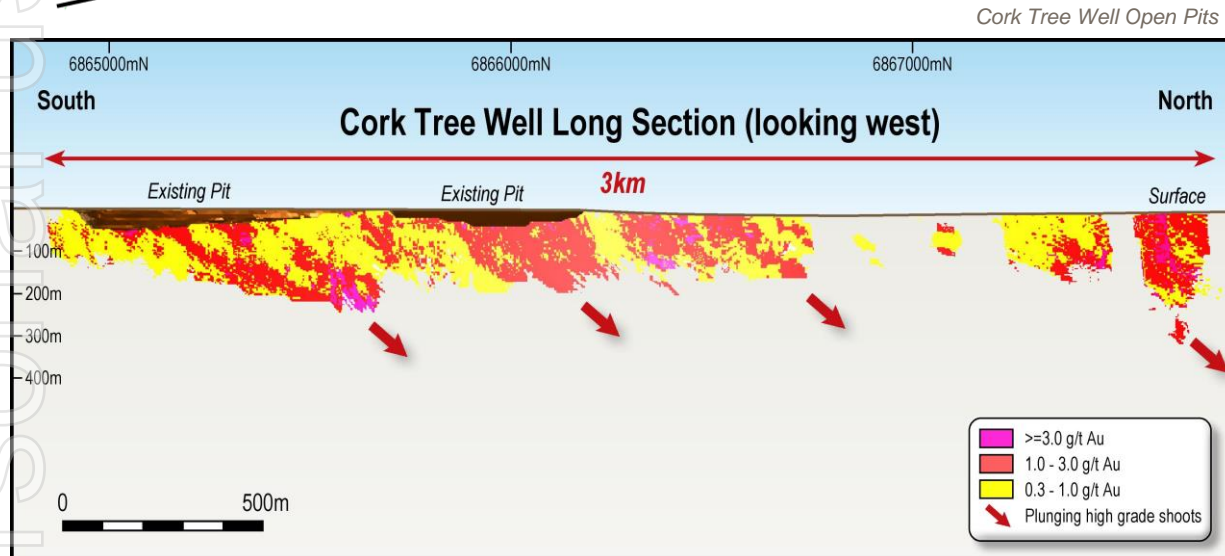 Cork Tree Well Open Pits
6865000mN 6866000mN 6867000mN
South North
Cork Tree Well Long Section (looking west)
3km
Existing Pit Existing Pit Surface
100m
200m
300m
400m
>=3.0 g/t Au
1.0 - 3.0 g/t Au
0.3 - 1.0 g/t Au
Plunging high grade shoots
0 500m